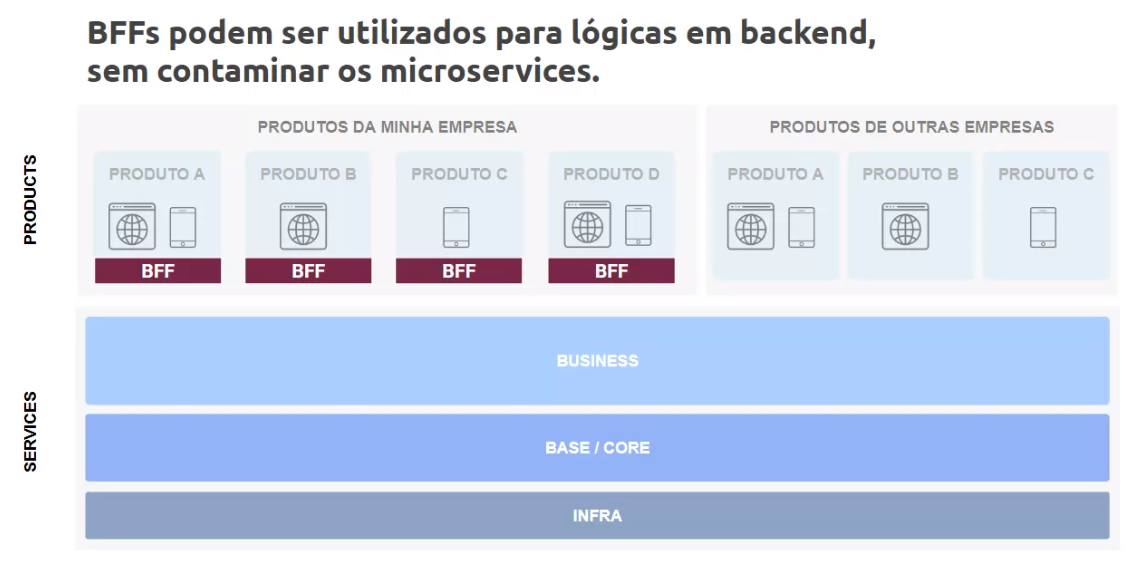 BFFs podem ser utilizados para lógicas em backend,
sem contaminar os microservices.
PRODUCTS
PRODUTOS DA MINHA EMPRESA
PRODUTO A
PRODUTO B
PRODUTO C
PRODUTO D
BFF
BFF
BFF
BFF
PRODUTOS DE OUTRAS EMPRESAS
PRODUTO A
PRODUTO B
PRODUTO C
SERVICES
BUSINESS
BASE / CORE
INFRA